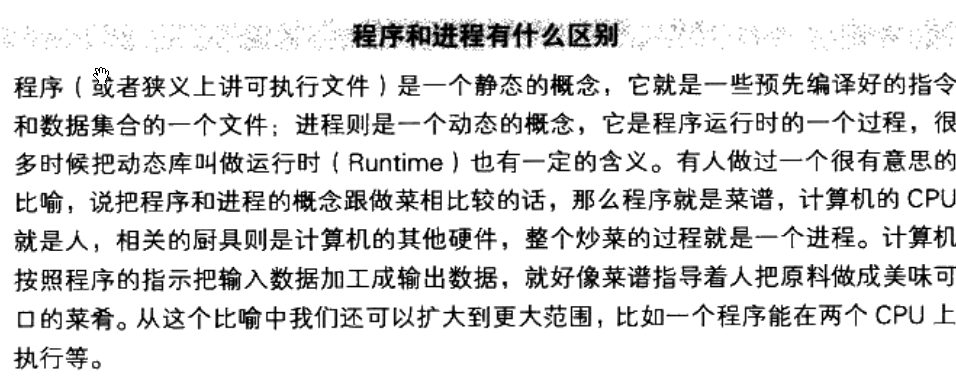 程序和进程有什么区别
程序（或者狭义上讲可执行文件）是一个静态的概念，它就是一些预先编译好的指令
和数据集合的一个文件；进程则是一个动态的概念，它是程序运行时的一个过程，很
多时候把动态库叫做运行时（Runtime）也有一定的含义。有人做过一个很有意思的
比喻，说把程序和进程的概念跟做菜相比较的话，那么程序就是菜谱，计算机的 CPU
就是人，相关的厨具则是计算机的其他硬件，整个炒菜的过程就是一个进程。计算机
按照程序的指示把输入数据加工成输出数据，就好像菜谱指导着人把原料做成美味可
口的菜肴。从这个比喻中我们还可以扩大到更大范围，比如一个程序能在两个 CPU 上
执行等。